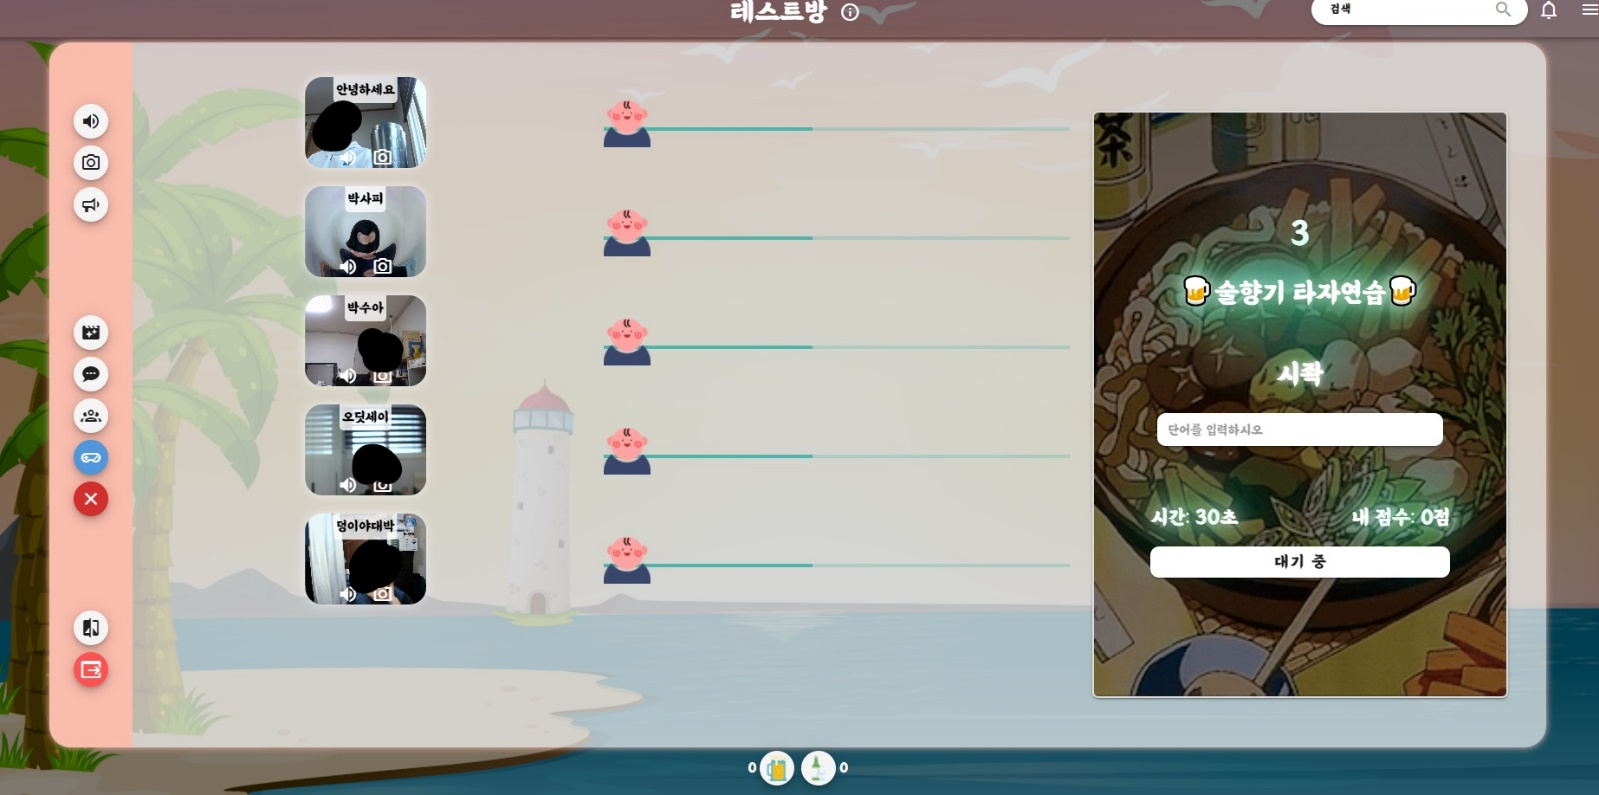 테스트방
검색
안녕하세요
박사피
박수아
오딧세이
덩이야대박
茶
3
🍺술향기 타자연습🍺
시작
단어를 입력하시오
시간: 30초 내 점수: 0점
대기 중
0 0